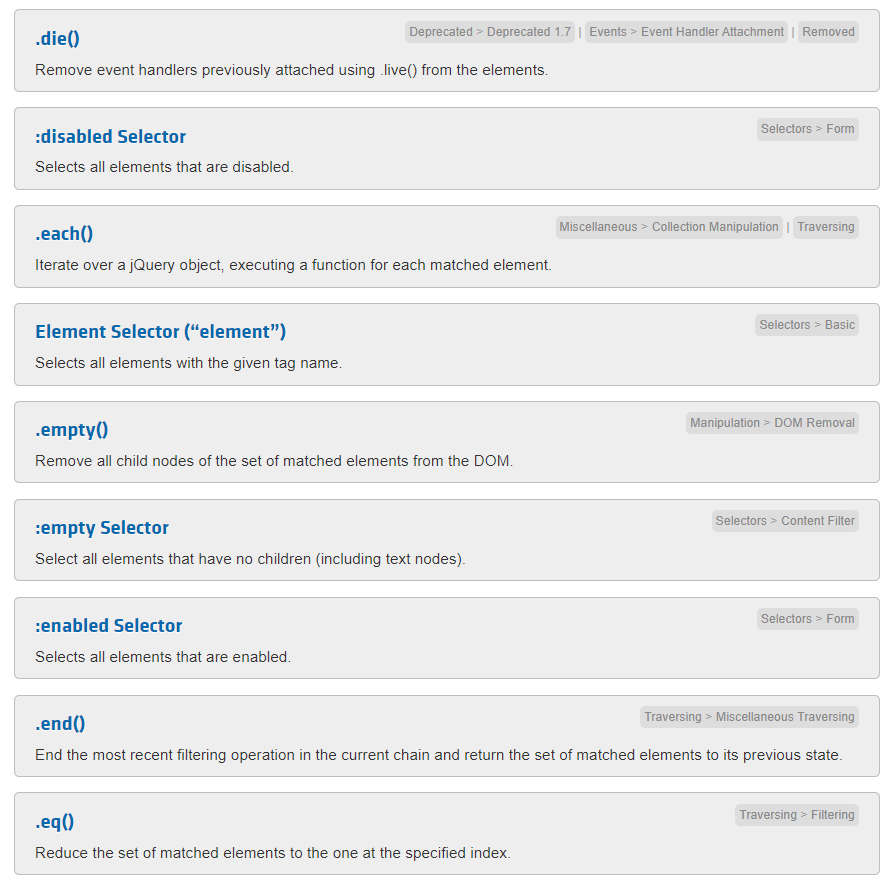 .die()
Deprecated > Deprecated 1.7 | Events > Event Handler Attachment | Removed
Remove event handlers previously attached using .live() from the elements.
:disabled Selector
Selectors > Form
Selects all elements that are disabled.
.each()
Miscellaneous > Collection Manipulation | Traversing
Iterate over a jQuery object, executing a function for each matched element.
Element Selector (“element”)
Selectors > Basic
Selects all elements with the given tag name.
.empty()
Manipulation > DOM Removal
Remove all child nodes of the set of matched elements from the DOM.
:empty Selector
Selectors > Content Filter
Select all elements that have no children (including text nodes).
:enabled Selector
Selectors > Form
Selects all elements that are enabled.
.end()
Traversing > Miscellaneous Traversing
End the most recent filtering operation in the current chain and return the set of matched elements to its previous state.
.eq()
Traversing > Filtering
Reduce the set of matched elements to the one at the specified index.